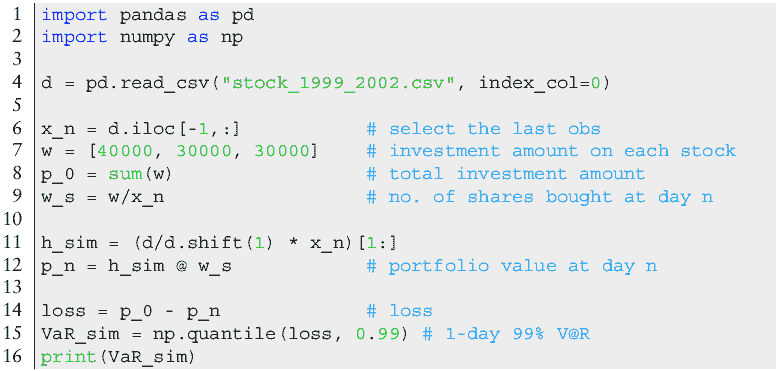 1 import pandas as pd
2 import numpy as np
3
4 d = pd.read_csv("stock_1999_2002.csv", index_col=0)
5
6 x_n = d.iloc[-1,:] # select the last obs
7 w = [40000, 30000, 30000] # investment amount on each stock
8 p_0 = sum(w) # total investment amount
9 w_s = w/x_n # no. of shares bought at day n
10
11 h_sim = (d/d.shift(1) * x_n)[1:]
12 p_n = h_sim @ w_s # portfolio value at day n
13
14 loss = p_0 - p_n # loss
15 VaR_sim = np.quantile(loss, 0.99) # 1-day 99% V@R
16 print(VaR_sim)